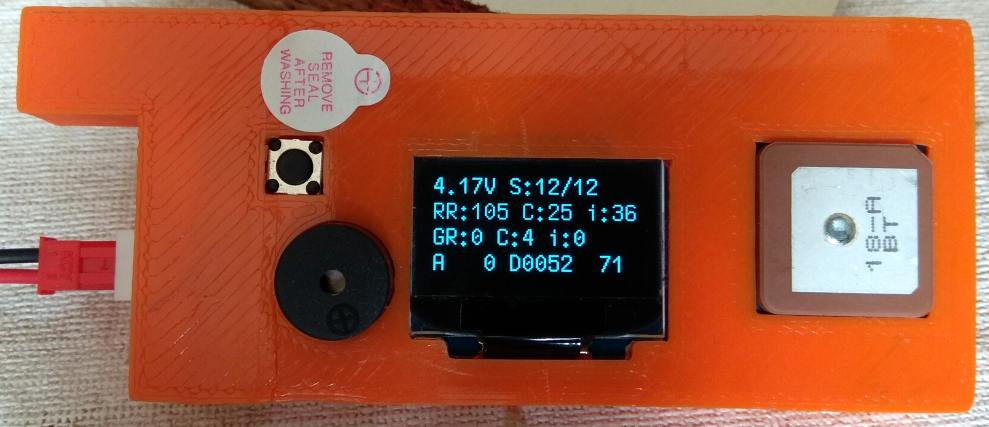 REMOVE
SEAL
AFTER
WASHING
4.17V S:12/12
RR:105 C:25 i:36
GR:0 C:4 i:0
A 0 D0052 71
18-A
BT